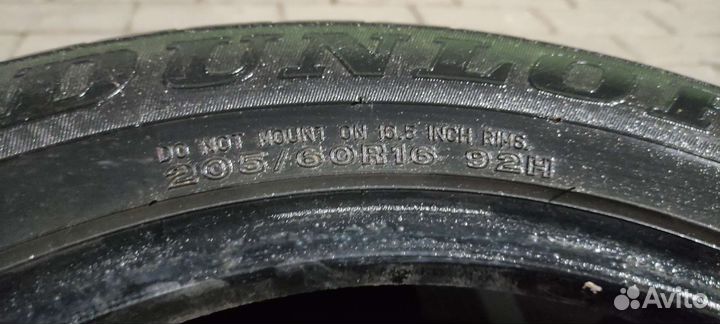 DUNLOP
DO NOT MOUNT ON 16.5 INCH RIMS.
205/60R16 92H
Avito